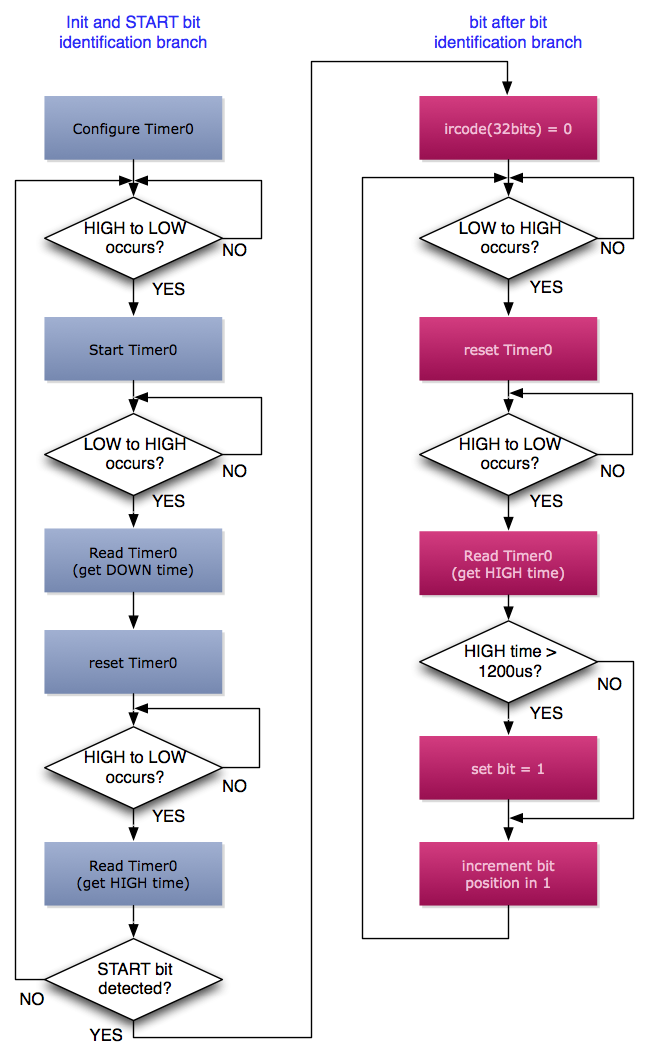 Init and START bit
identification branch
Configure Timer0
HIGH to LOW
occurs?
NO
YES
Start Timer0
LOW to HIGH
occurs?
NO
YES
Read Timer0
(get DOWN time)
reset Timer0
HIGH to LOW
occurs?
NO
YES
Read Timer0
(get HIGH time)
START bit
detected?
NO
YES
bit after bit
identification branch
ircode(32bits) = 0
LOW to HIGH
occurs?
NO
YES
reset Timer0
HIGH to LOW
occurs?
NO
YES
Read Timer0
(get HIGH time)
HIGH time >
1200us?
NO
YES
set bit = 1
increment bit
position in 1